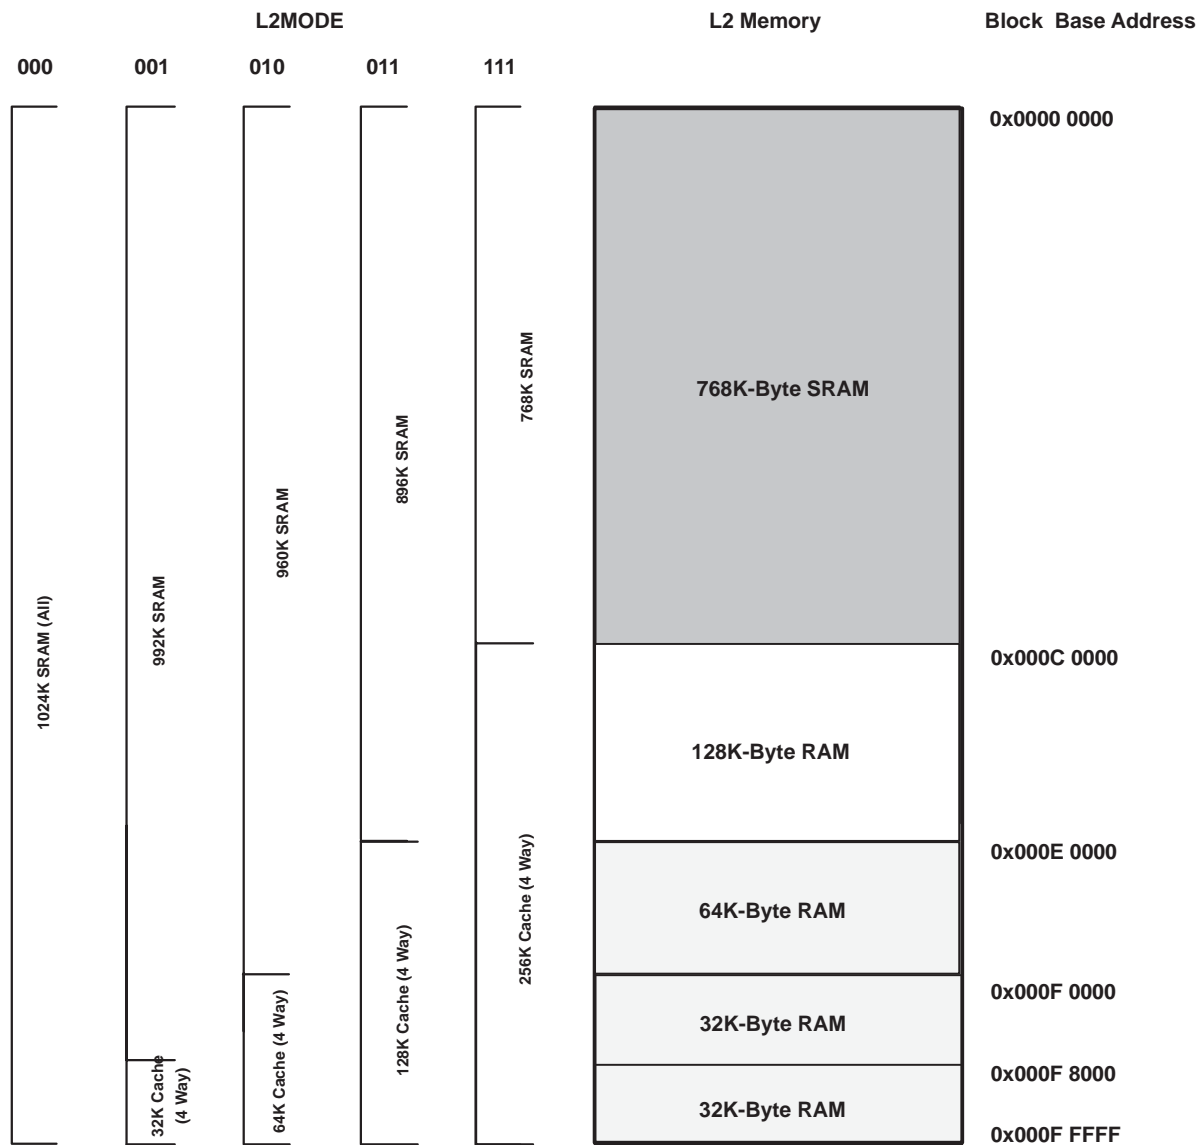 L2MODE
L2 Memory
Block Base Address
000
001
010
011
111
0x0000 0000
768K SRAM
768K-Byte SRAM
896K SRAM
960K SRAM
992K SRAM
1024K SRAM (All)
0x000C 0000
128K-Byte RAM
0x000E 0000
256K Cache (4 Way)
64K-Byte RAM
128K Cache (4 Way)
0x000F 0000
64K Cache (4 Way)
32K-Byte RAM
32K Cache
(4 Way)
0x000F 8000
32K-Byte RAM
0x000F FFFF